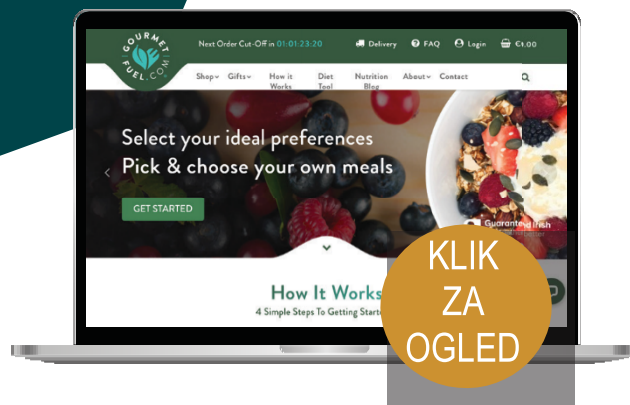 GOURMET
FUEL.COM
Next Order Cut-Off in 01:01:23:20
Delivery
FAQ
Login
€1.00
Shop
Gifts
How it
Works
Diet
Tool
Nutrition
Blog
About
Contact
Select your ideal preferences
Pick & choose your own meals
GET STARTED
How It Works
4 Simple Steps To Getting
KLIK
ZA
OGLED